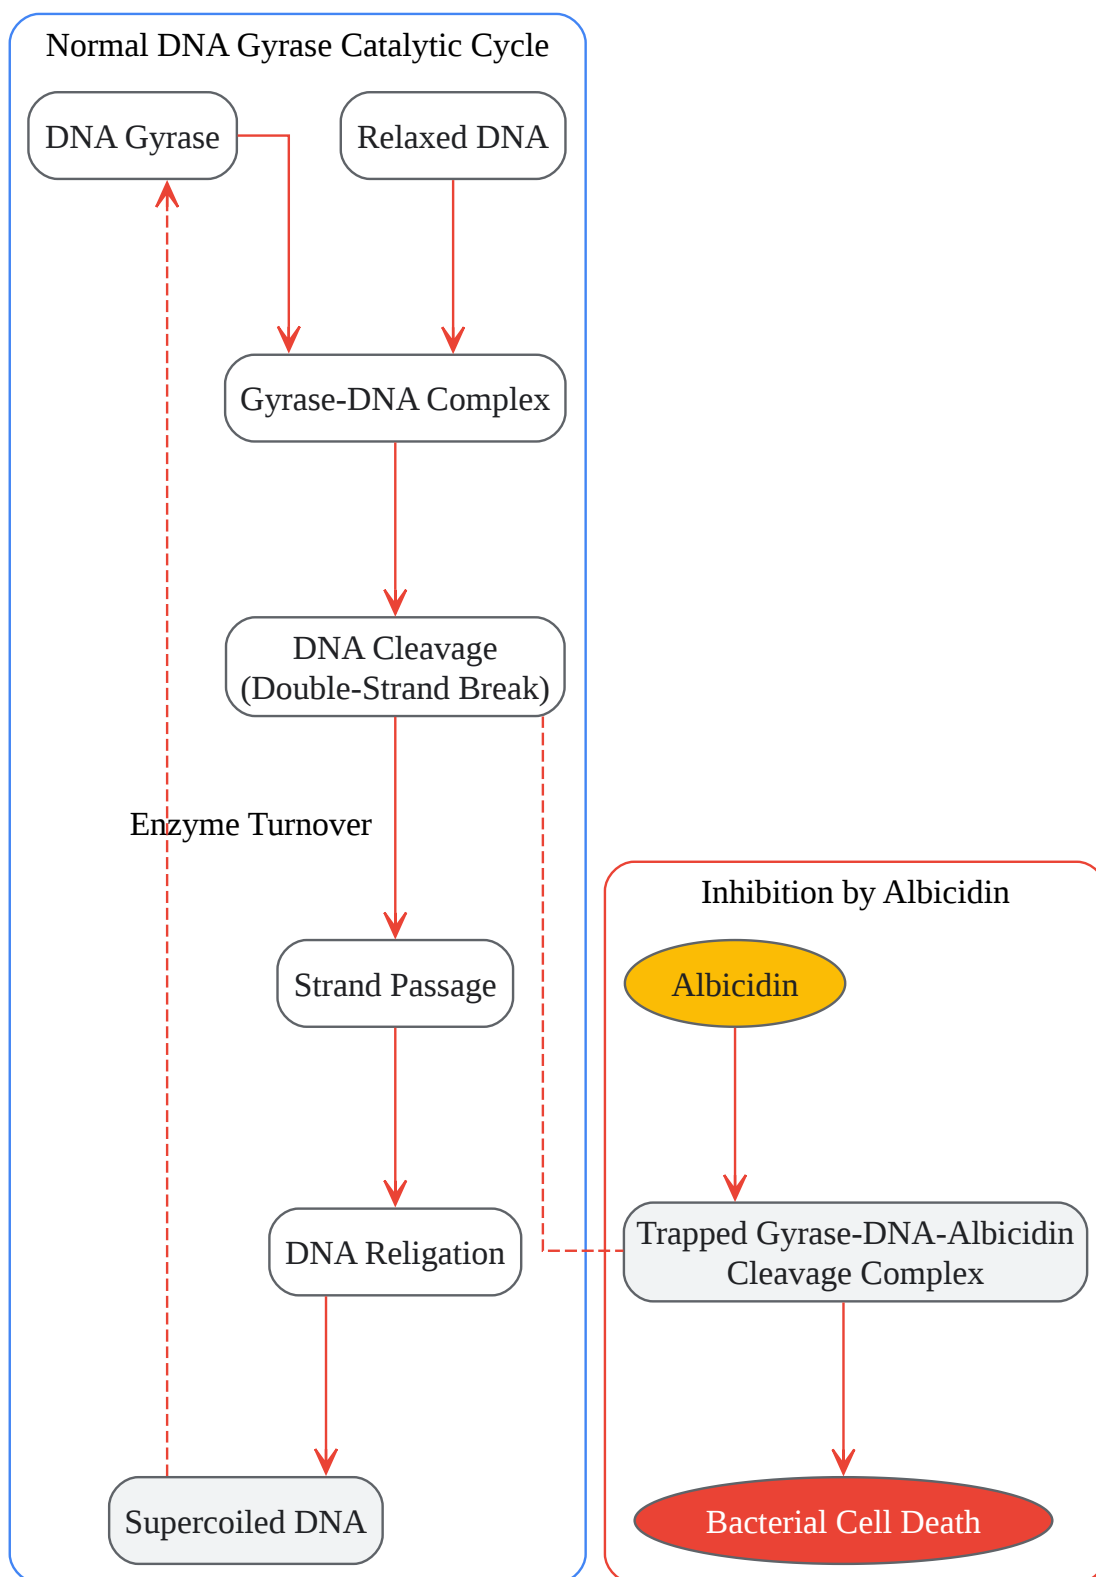 Normal DNA Gyrase Catalytic Cycle
DNA Gyrase
Relaxed DNA
Gyrase-DNA Complex
DNA Cleavage
(Double-Strand Break)
Enzyme Turnover
Strand Passage
DNA Religation
Supercoiled DNA
Inhibition by Albicidin
Albicidin
Trapped Gyrase-DNA-Albicidin
Cleavage Complex
Bacterial Cell Death